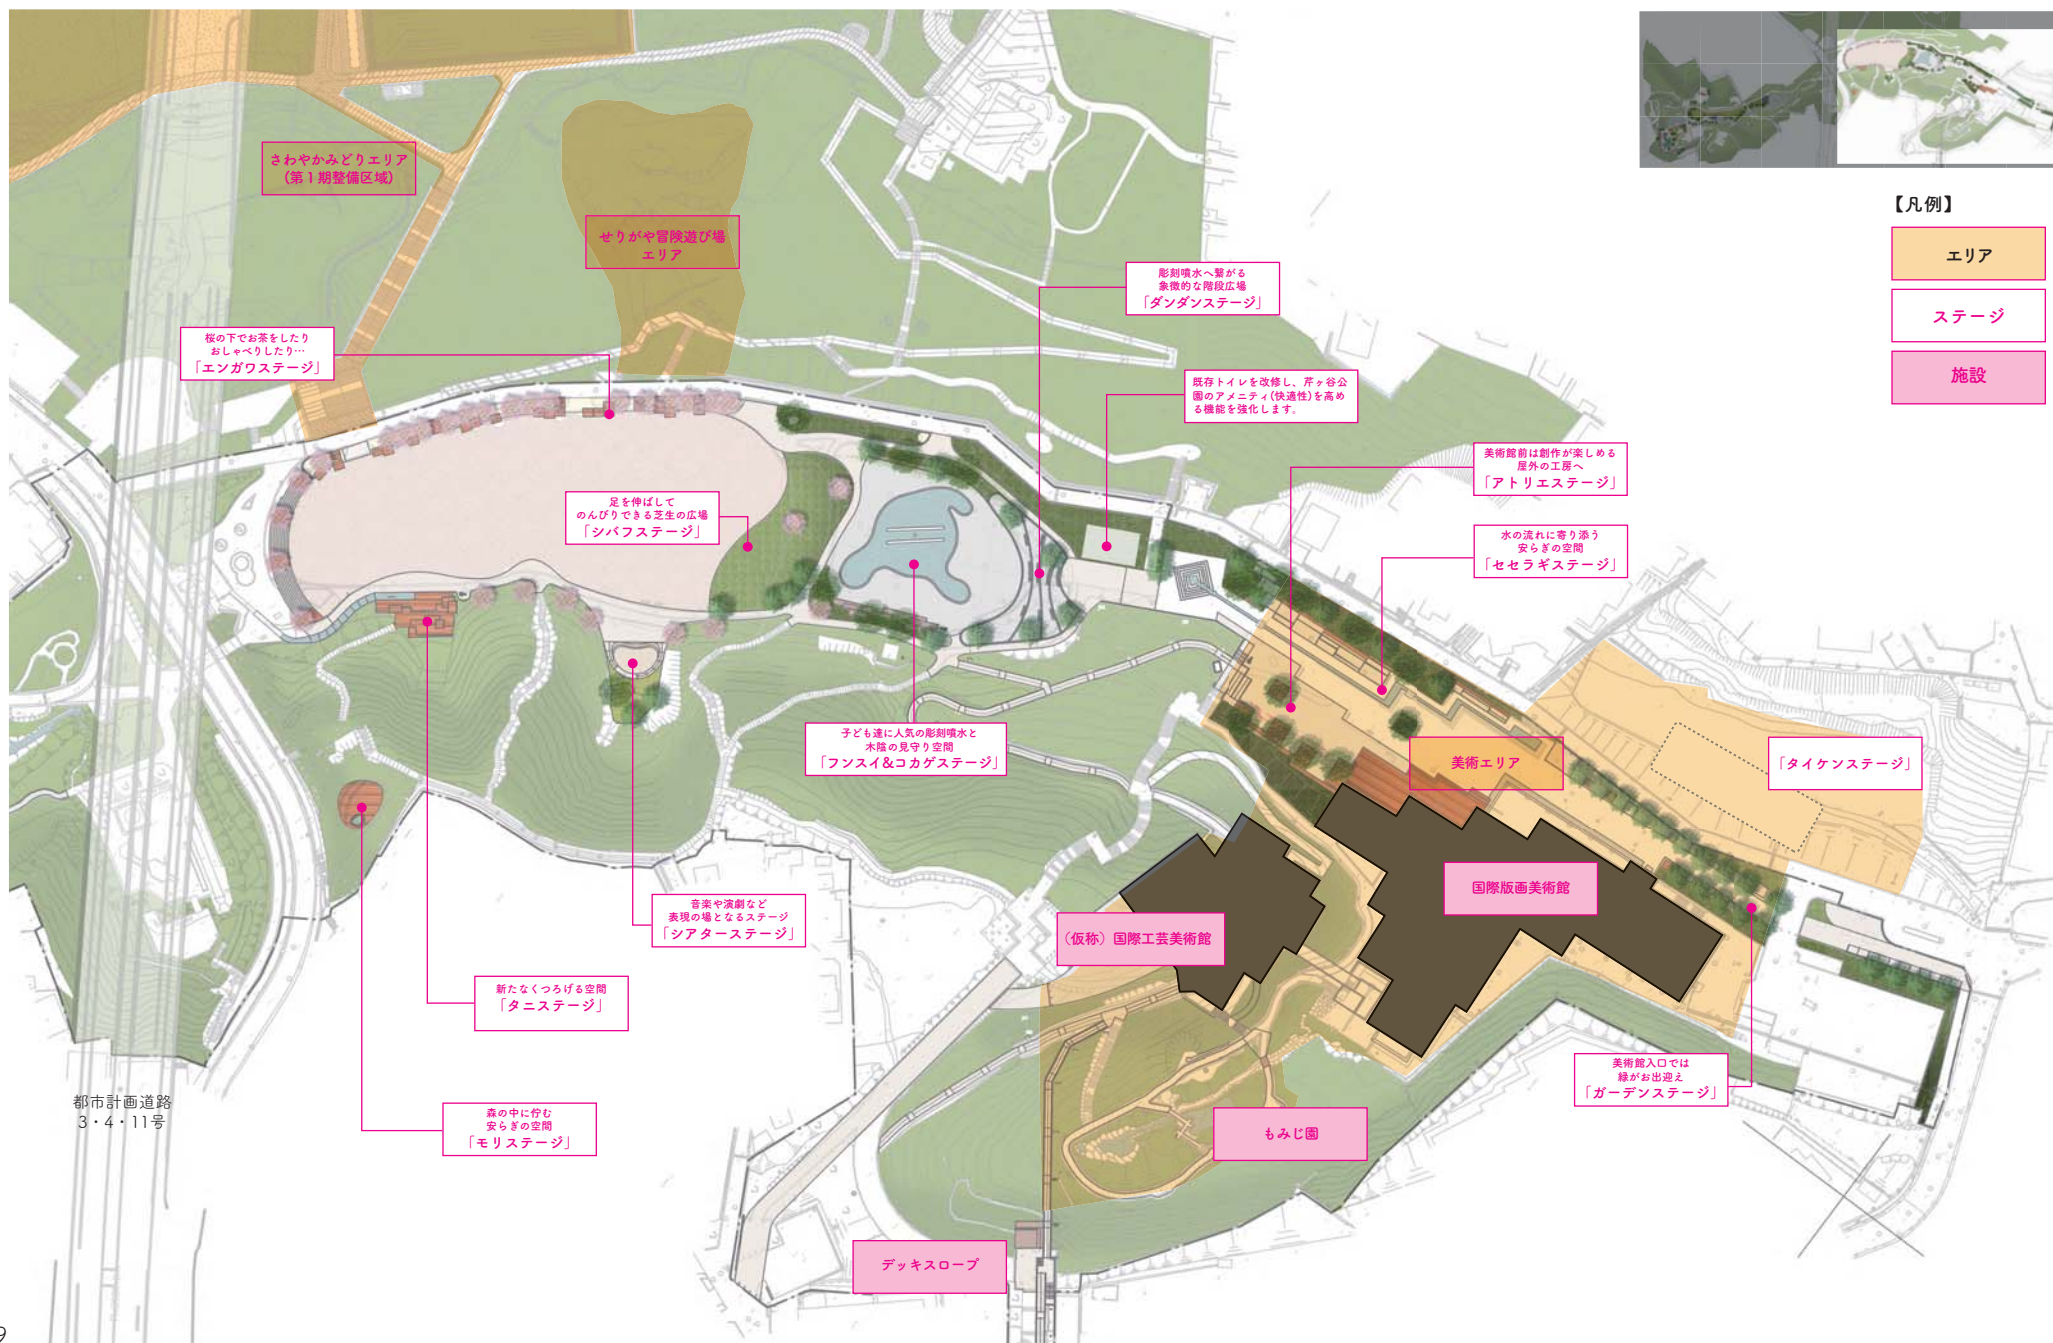 【凡例】
エリア
ステージ
施設
さわやかみどりエリア
(第1期整備区域)
せりがや冒険遊び場
エリア
彫刻噴水へ繋がる
象徴的な階段広場
「ダンダンステージ」
桜の下でお茶をしたり
おしゃべりしたり…
「エンガワステージ」
既存トイレを改修し、芹ヶ谷公
園のアメニティ(快適性)を高め
る機能を強化します。
美術館前は創作が楽しめる
屋外の工房へ
「アトリエステージ」
足を伸ばして
のんびりできる芝生の広場
「シバフステージ」
水の流れに寄り添う
安らぎの空間
「セセラギステージ」
子ども達に人気の彫刻噴水と
木陰の見守り空間
「フンスイ&コカゲステージ」
美術エリア
「タイケンステージ」
国際版画美術館
音楽や演劇など
表現の場となるステージ
「シアターステージ」
(仮称)国際工芸美術館
新たなくつろげる空間
「タニステージ」
美術館入口では
緑がお出迎え
「ガーデンステージ」
都市計画道路
3・4・11号
森の中に佇む
安らぎの空間
「モリステージ」
もみじ園
デッキスロープ
9